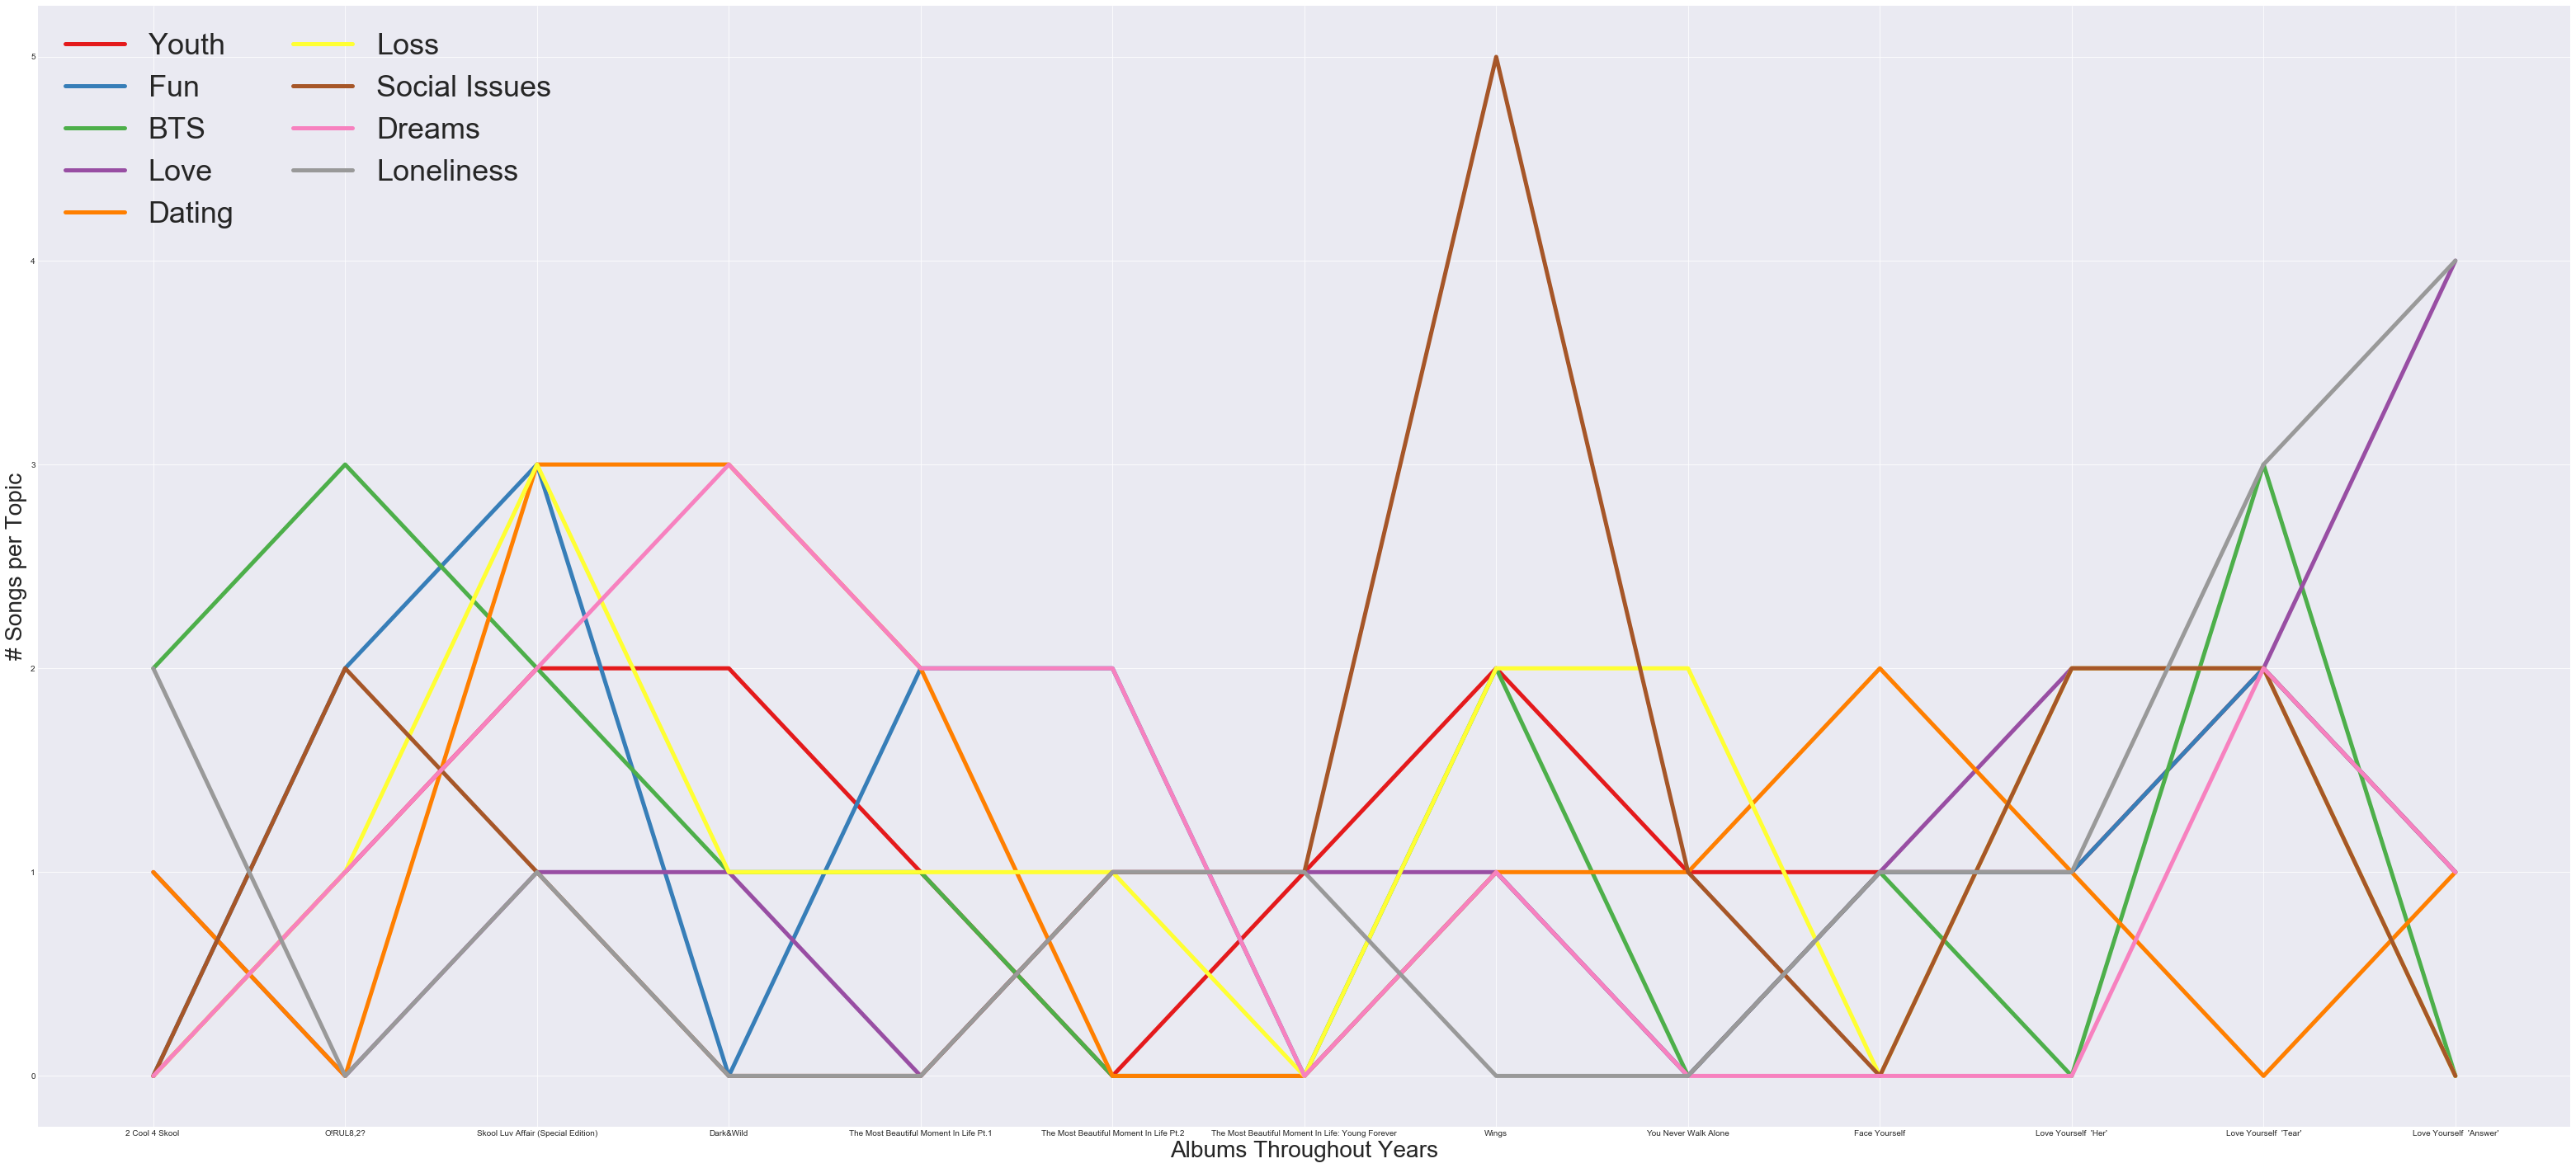 Youth
Fun
BTS
Love
Dating
Loss
Social Issues
Dreams
Loneliness
5
4
3
2
1
0
# Songs per Topic
2 Cool 4 Skool
O!RUL8,2?
Skool Luv Affair (Special Edition)
Dark&Wild
The Most Beautiful Moment In Life Pt.1
The Most Beautiful Moment In Life Pt.2
The Most Beautiful Moment In Life: Young Forever
Wings
You Never Walk Alone
Face Yourself
Love Yourself 'Her'
Love Yourself 'Tear'
Love Yourself 'Answer'
Albums Throughout Years